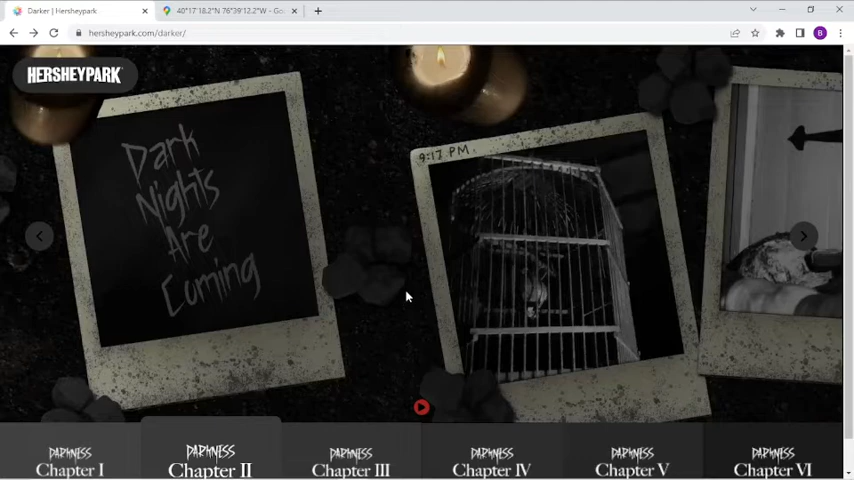 Darker | Hersheypark
40°17'18.2"N 76°39'12.2"W - Go
hersheypark.com/darker/
B
HERSHEYPARK
Dark
Nights
Are
Coming
9:17 PM
DARKNESS
Chapter I
DARKNESS
Chapter II
DARKNESS
Chapter III
DARKNESS
Chapter IV
DARKNESS
Chapter V
DARKNESS
Chapter VI